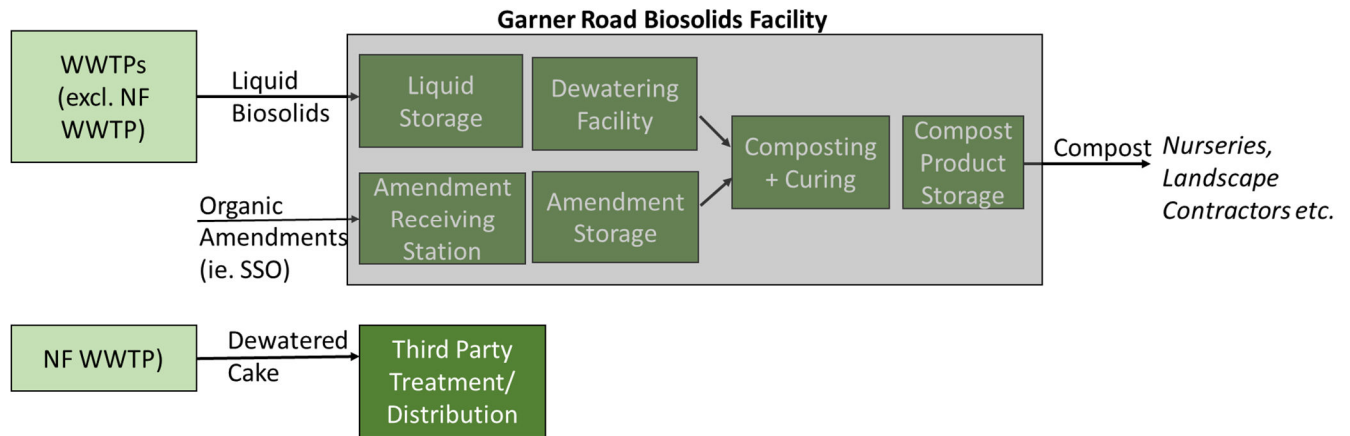 Garner Road Biosolids Facility
WWTPs
(excl. NF
WWTP)
Liquid
Biosolids
Liquid
Storage
Dewatering
Facility
Composting
+ Curing
Compost
Product
Storage
Compost
Nurseries,
Landscape
Contractors etc.
Organic
Amendments
(ie. SSO)
Amendment
Receiving
Station
Amendment
Storage
NF WWTP)
Dewatered
Cake
Third Party
Treatment/
Distribution